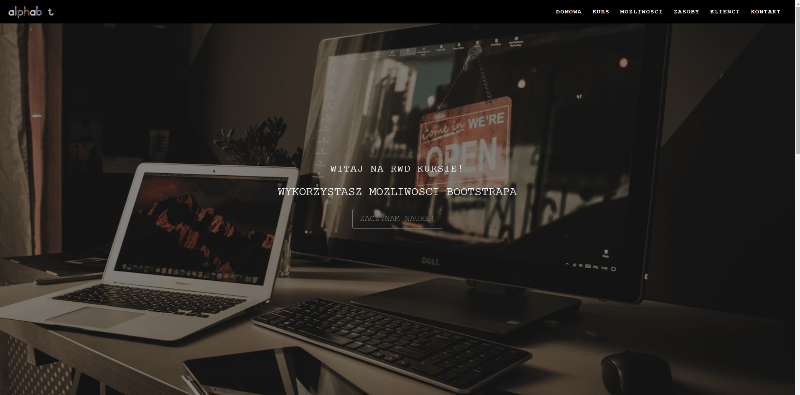 alphab t
DOMOWA KURS MOZLIWOSCI ZASOBY KLIENCI KONTAKT
Come in WE'RE
OPEN
WITAJ NA RWD KURSIE!
WYKORZYSTASZ MOZLIWOSCI BOOTSTRAPA
ZACZYNAM NAUKE!
DELL